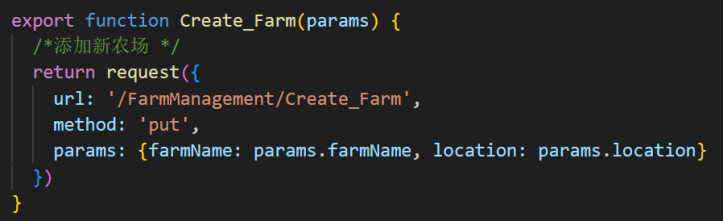 export function Create_Farm(params) {
  /*添加新农场 */
  return request({
    url: '/FarmManagement/Create_Farm',
    method: 'put',
    params: {farmName: params.farmName, location: params.location}
  })
}